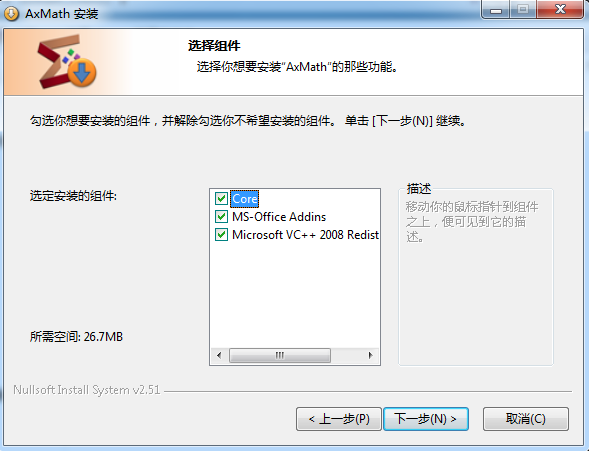 AxMath 安装
选择组件
选择你想要安装“AxMath”的那些功能。
勾选你想要安装的组件，并解除勾选你不希望安装的组件。 单击 [下一步(N)] 继续。
选定安装的组件:
Core
MS-Office Addins
Microsoft VC++ 2008 Redist
描述
移动你的鼠标指针到组件
之上，便可见到它的描
述。
所需空间: 26.7MB
Nullsoft Install System v2.51
< 上一步(P)
下一步(N) >
取消(C)